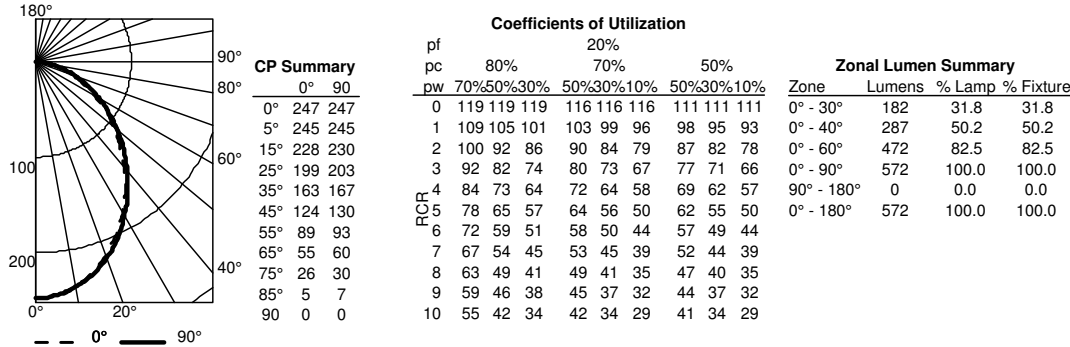 180°
90°
80°
60°
40°
20°
0°
100
200
0° 90°
CP Summary
0° 90
0° 247 247
5° 245 245
15° 228 230
25° 199 203
35° 163 167
45° 124 130
55° 89 93
65° 55 60
75° 26 30
85° 5 7
90 0 0
Coefficients of Utilization
pf 20%
pc 80% 70% 50%
pw 70%50%30% 50%30%10% 50%30%10%
RCR
0 119 119 119 116 116 116 111 111 111
1 109 105 101 103 99 96 98 95 93
2 100 92 86 90 84 79 87 82 78
3 92 82 74 80 73 67 77 71 66
4 84 73 64 72 64 58 69 62 57
5 78 65 57 64 56 50 62 55 50
6 72 59 51 58 50 44 57 49 44
7 67 54 45 53 45 39 52 44 39
8 63 49 41 49 41 35 47 40 35
9 59 46 38 45 37 32 44 37 32
10 55 42 34 42 34 29 41 34 29
Zonal Lumen Summary
Zone Lumens % Lamp % Fixture
0° - 30° 182 31.8 31.8
0° - 40° 287 50.2 50.2
0° - 60° 472 82.5 82.5
0° - 90° 572 100.0 100.0
90° - 180° 0 0.0 0.0
0° - 180° 572 100.0 100.0